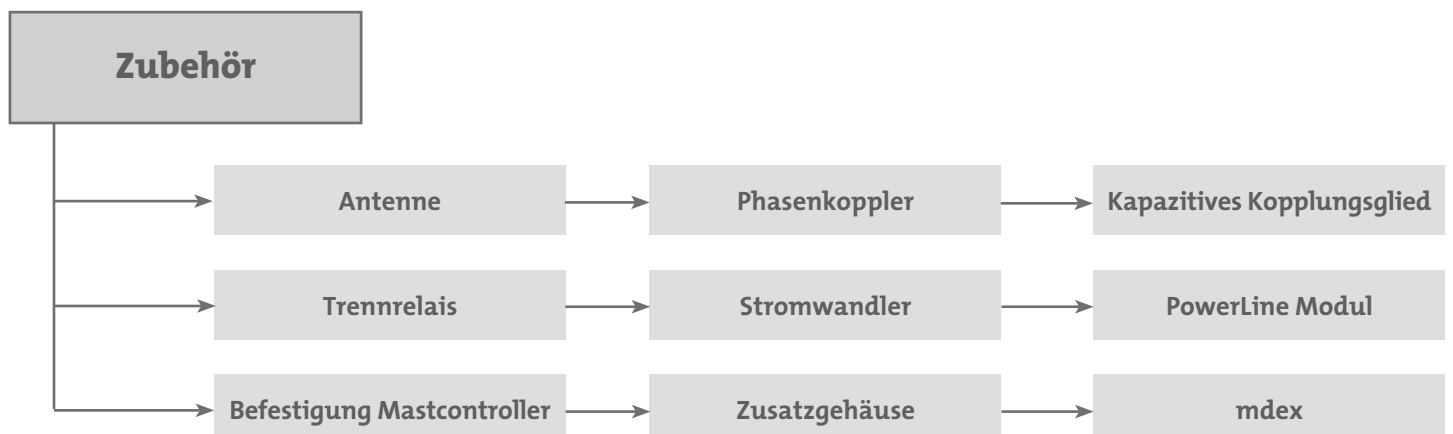 Zubehör
Antenne
Phasenkoppler
Kapazitives Kopplungsglied
Trennrelais
Stromwandler
PowerLine Modul
Befestigung Mastcontroller
Zusatzgehäuse
mdex